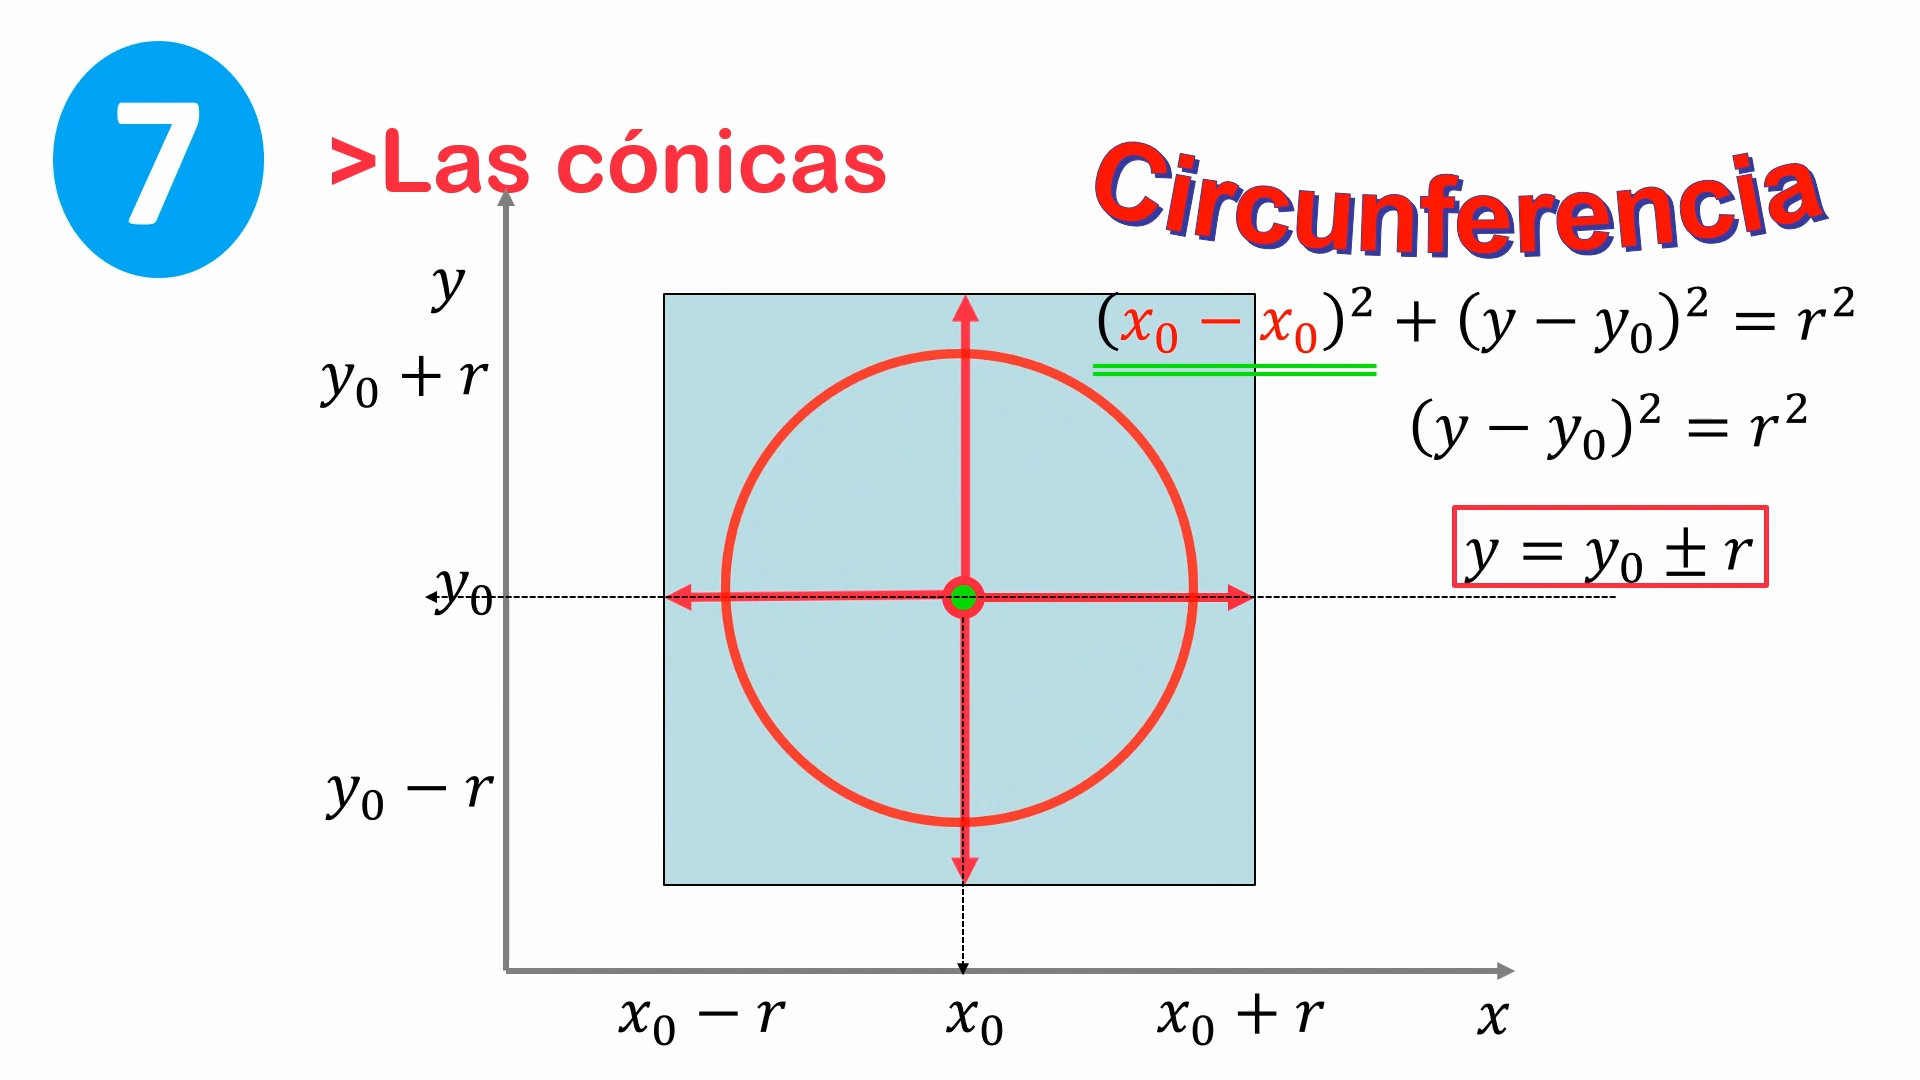 7
>Las cónicas
Circunferencia
y
(x₀ − x₀)² + (y − y₀)² = r²
y₀ + r
(y − y₀)² = r²
y = y₀ ± r
y₀
y₀ − r
x₀ − r
x₀
x₀ + r
x